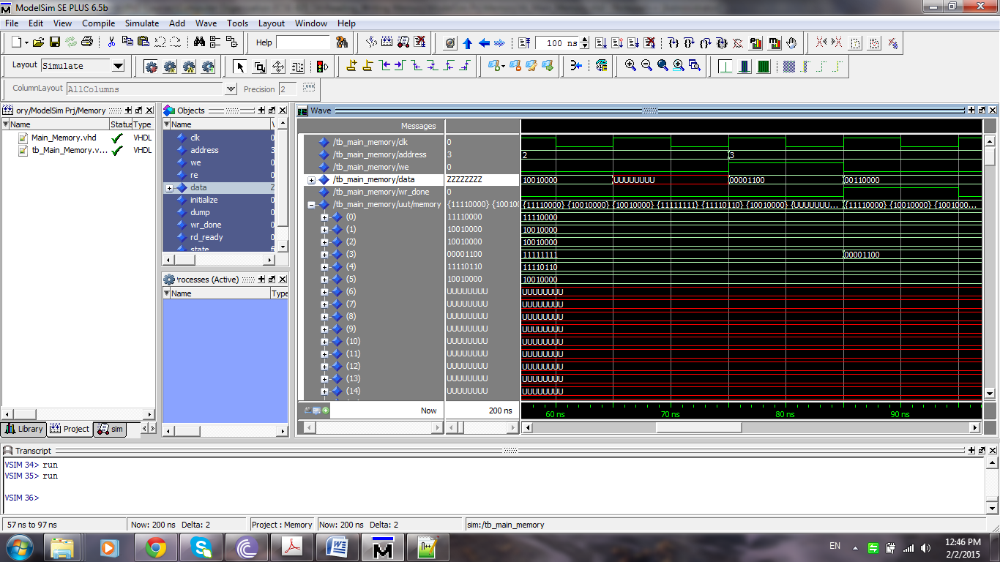 ModelSim SE PLUS 6.5b
File Edit View Compile Simulate Add Wave Tools Layout Window Help
Help 100 ns
Layout Simulate
ColumnLayout AllColumns Precision 2
ory/ModelSim Prj/Memory
Name Status Type
Main_Memory.vhd VHDL
tb_Main_Memory.v... VHDL
Library Project sim
Objects
Name
clk 0
address 3
we 0
re 0
data Z
initialize 0
dump 0
wr_done 0
rd_ready 0
state
Processes (Active)
Name Type
Wave
Messages
/tb_main_memory/clk 0
/tb_main_memory/address 3 2 3
/tb_main_memory/we 0
/tb_main_memory/data ZZZZZZZZ 10010000 UUUUUUUU 00001100 00110000
/tb_main_memory/wr_done 0
/tb_main_memory/uut/memory {11110000} {10010 {11110000} {10010000} {10010000} {11111111} {11110110} {10010000} {UUUUUUU... {11110000} {10010000} {10010000...
(0) 11110000 11110000
(1) 10010000 10010000
(2) 10010000 10010000
(3) 00001100 11111111 00001100
(4) 11110110 11110110
(5) 10010000 10010000
(6) UUUUUUUU UUUUUUUU
(7) UUUUUUUU UUUUUUUU
(8) UUUUUUUU UUUUUUUU
(9) UUUUUUUU UUUUUUUU
(10) UUUUUUUU UUUUUUUU
(11) UUUUUUUU UUUUUUUU
(12) UUUUUUUU UUUUUUUU
(13) UUUUUUUU UUUUUUUU
(14) UUUUUUUU UUUUUUUU
Now 200 ns 60 ns 70 ns 80 ns 90 ns
Transcript
VSIM 34> run
VSIM 35> run
VSIM 36>
57 ns to 97 ns Now: 200 ns Delta: 2 Project : Memory Now: 200 ns Delta: 2 sim:/tb_main_memory
EN 12:46 PM
2/2/2015